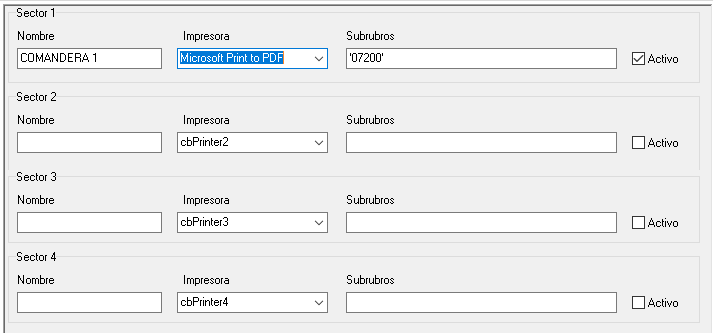 Sector 1
Nombre Impresora Subrubros
COMANDERA 1 Microsoft Print to PDF '07200' Activo
Sector 2
Nombre Impresora Subrubros
cbPrinter2 Activo
Sector 3
Nombre Impresora Subrubros
cbPrinter3 Activo
Sector 4
Nombre Impresora Subrubros
cbPrinter4 Activo